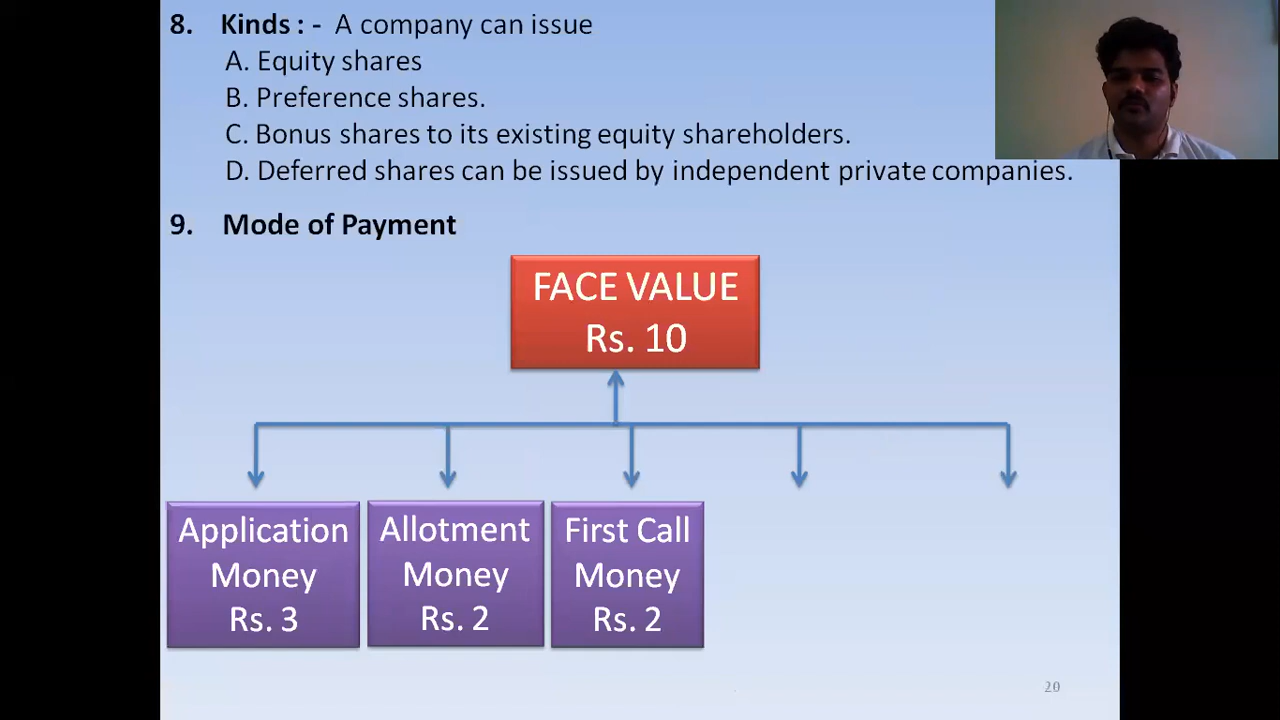 8. Kinds : - A company can issue
A. Equity shares
B. Preference shares.
C. Bonus shares to its existing equity shareholders.
D. Deferred shares can be issued by independent private companies.
9. Mode of Payment
FACE VALUE
Rs. 10
Application
Money
Rs. 3
Allotment
Money
Rs. 2
First Call
Money
Rs. 2
20